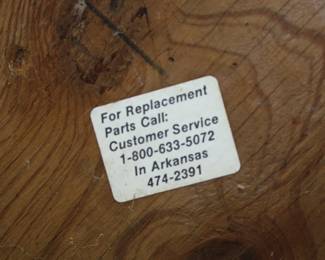 For Replacement
Parts Call:
Customer Service
1-800-633-5072
In Arkansas
474-2391